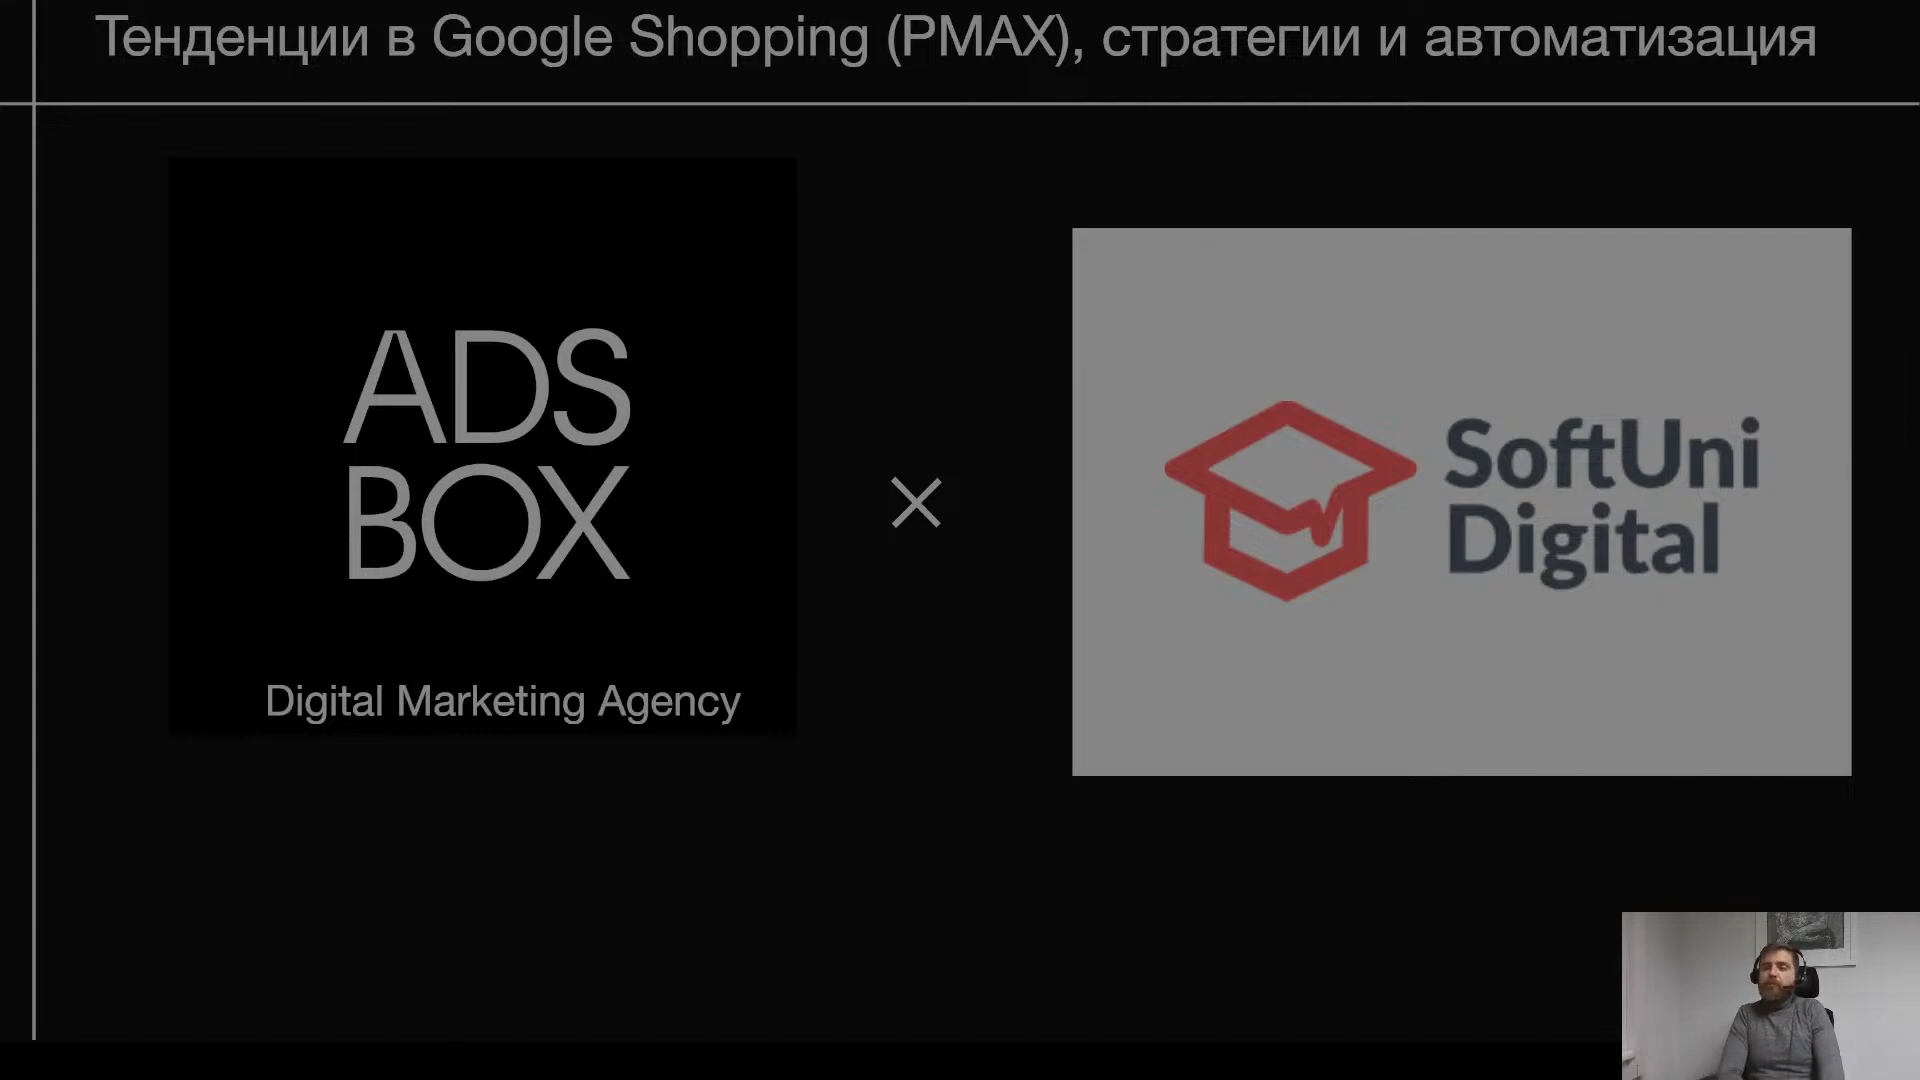 Тенденции в Google Shopping (PMAX), стратегии и автоматизация
ADS
BOX
Digital Marketing Agency
×
SoftUni
Digital